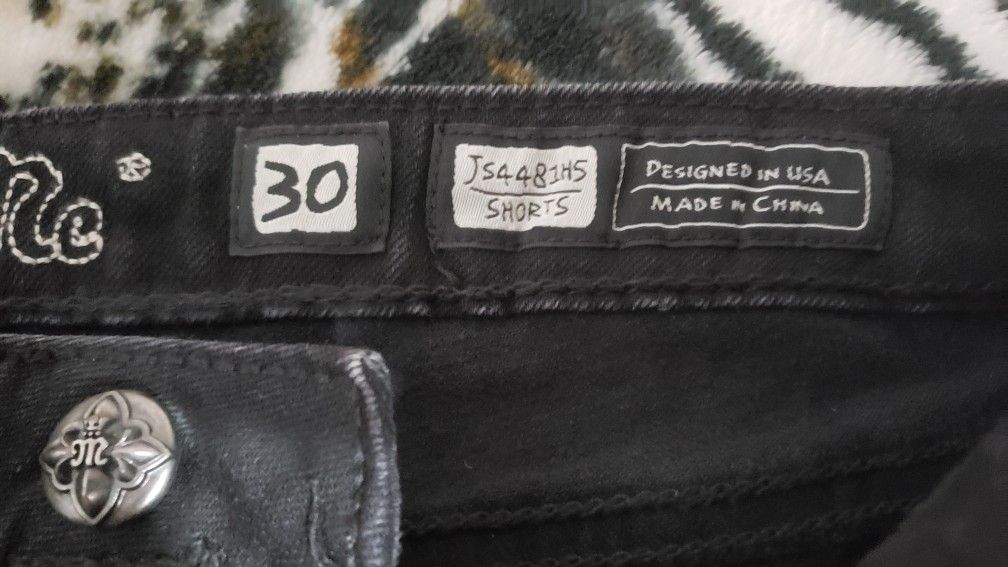 30
JS4481H5
SHORTS
DESIGNED IN USA
MADE IN CHINA
M